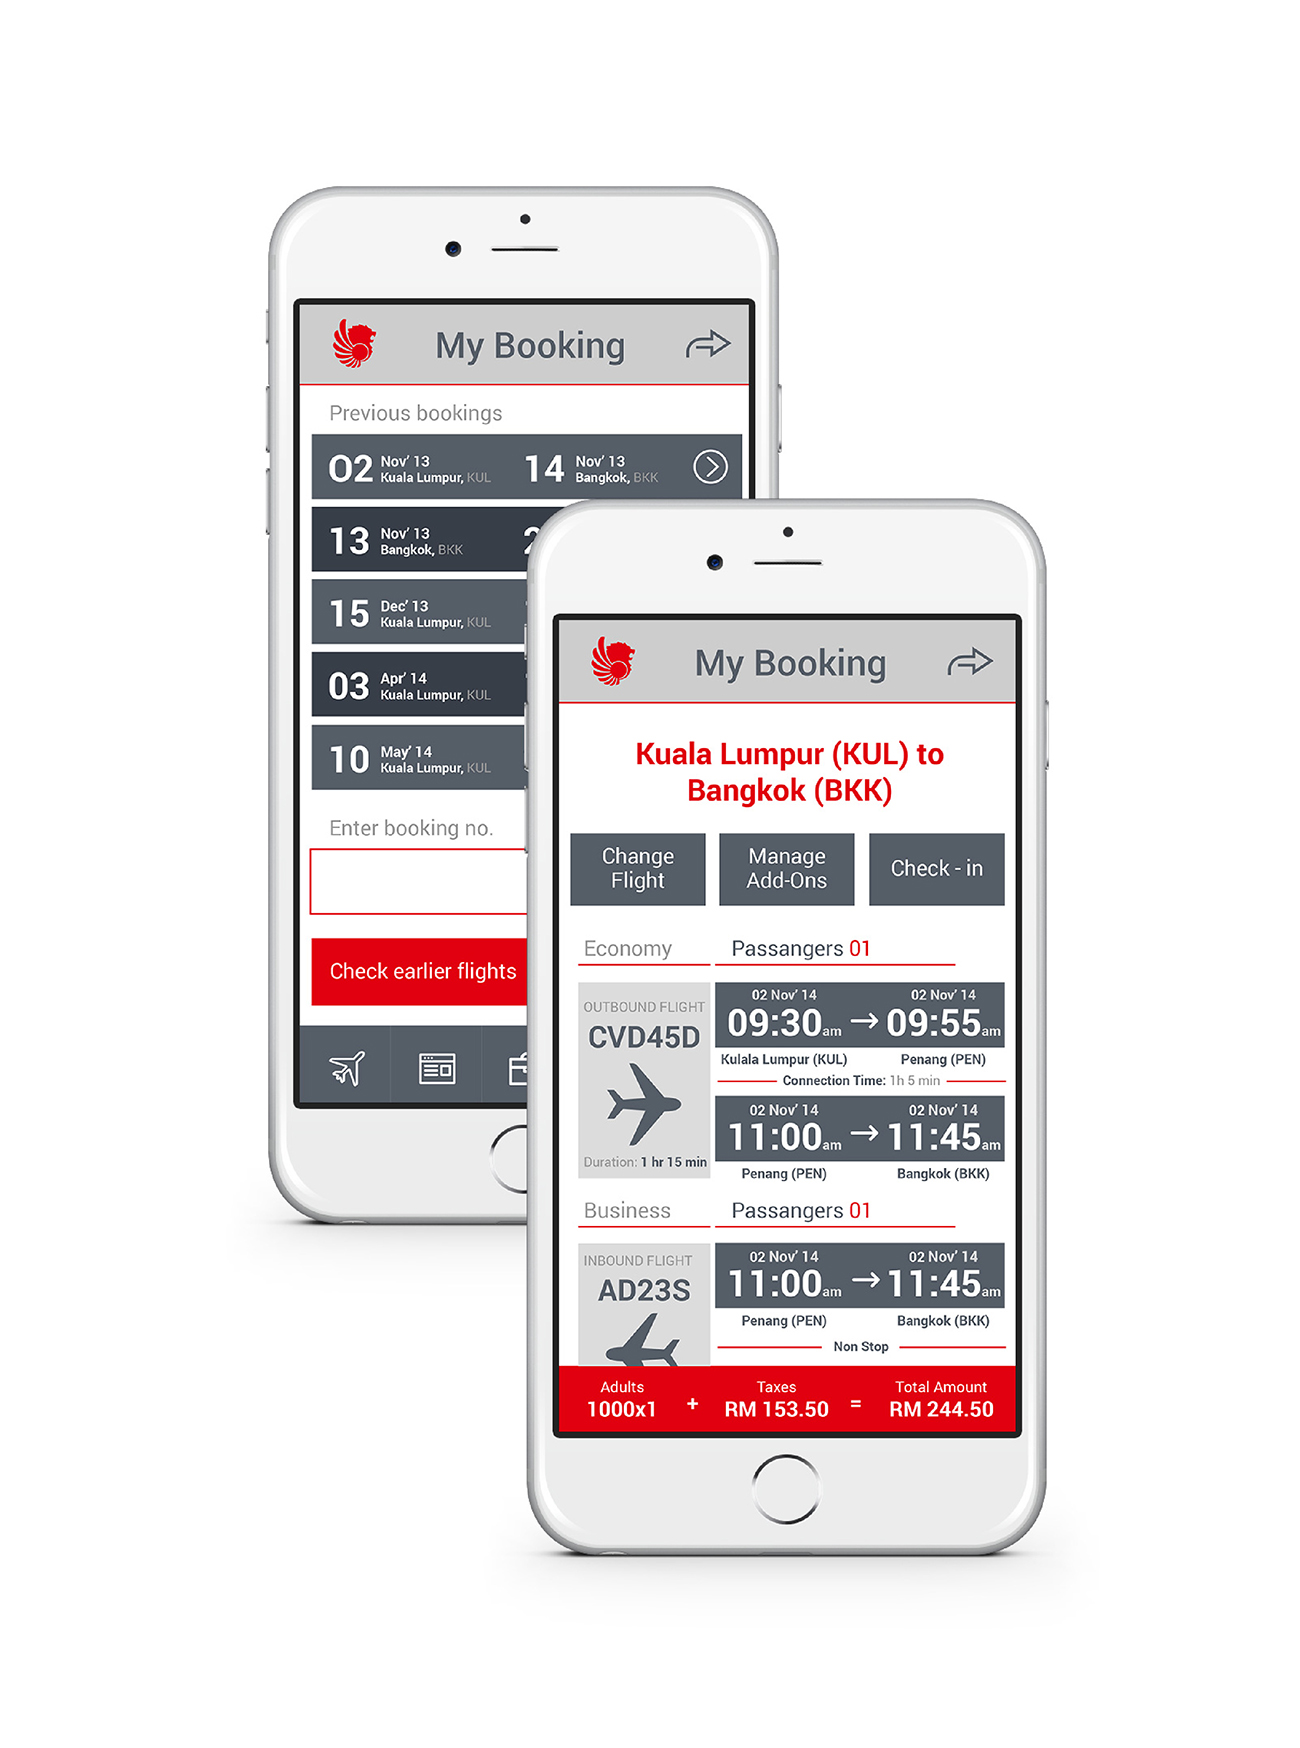 My Booking
Previous bookings
02 Nov' 13 Kuala Lumpur, KUL 14 Nov' 13 Bangkok, BKK
13 Nov' 13 Bangkok, BKK
15 Dec' 13 Kuala Lumpur, KUL
03 Apr' 14 Kuala Lumpur, KUL
10 May' 14 Kuala Lumpur, KUL
Enter booking no.
Check earlier flights
My Booking
Kuala Lumpur (KUL) to
Bangkok (BKK)
Change Flight
Manage Add-Ons
Check - in
Economy Passangers 01
OUTBOUND FLIGHT
CVD45D
Duration: 1 hr 15 min
02 Nov' 14 02 Nov' 14
09:30am → 09:55am
Kulala Lumpur (KUL) Penang (PEN)
Connection Time: 1h 5 min
02 Nov' 14 02 Nov' 14
11:00am → 11:45am
Penang (PEN) Bangkok (BKK)
Business Passangers 01
INBOUND FLIGHT
AD23S
02 Nov' 14 02 Nov' 14
11:00am → 11:45am
Penang (PEN) Bangkok (BKK)
Non Stop
Adults Taxes Total Amount
1000x1 + RM 153.50 = RM 244.50